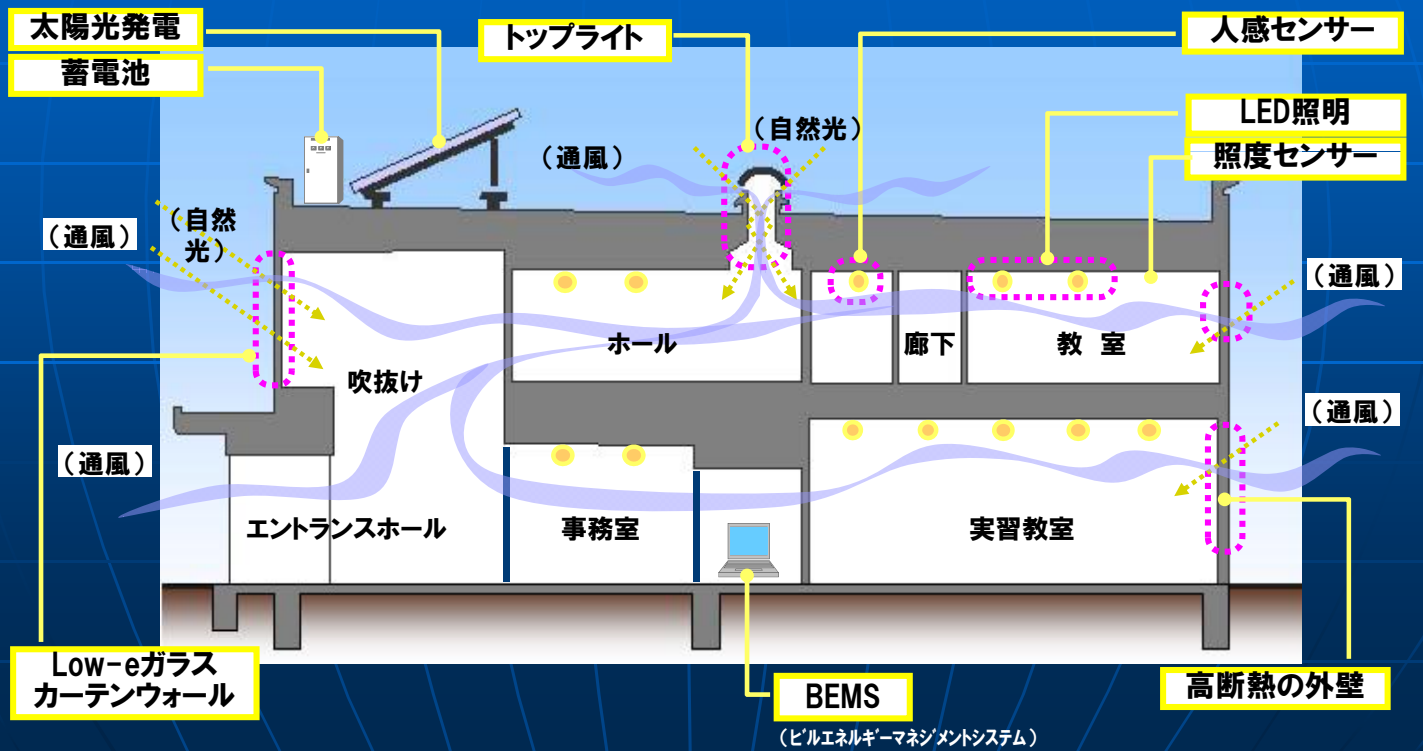 太陽光発電
蓄電池
トップライト
人感センサー
LED照明
照度センサー
（自然光）
（通風）
（自然
光）
（通風）
（通風）
ホール
廊下
教 室
吹抜け
（通風）
（通風）
エントランスホール
事務室
実習教室
Low-eガラス
カーテンウォール
BEMS
（ビルエネルギーマネジメントシステム）
高断熱の外壁